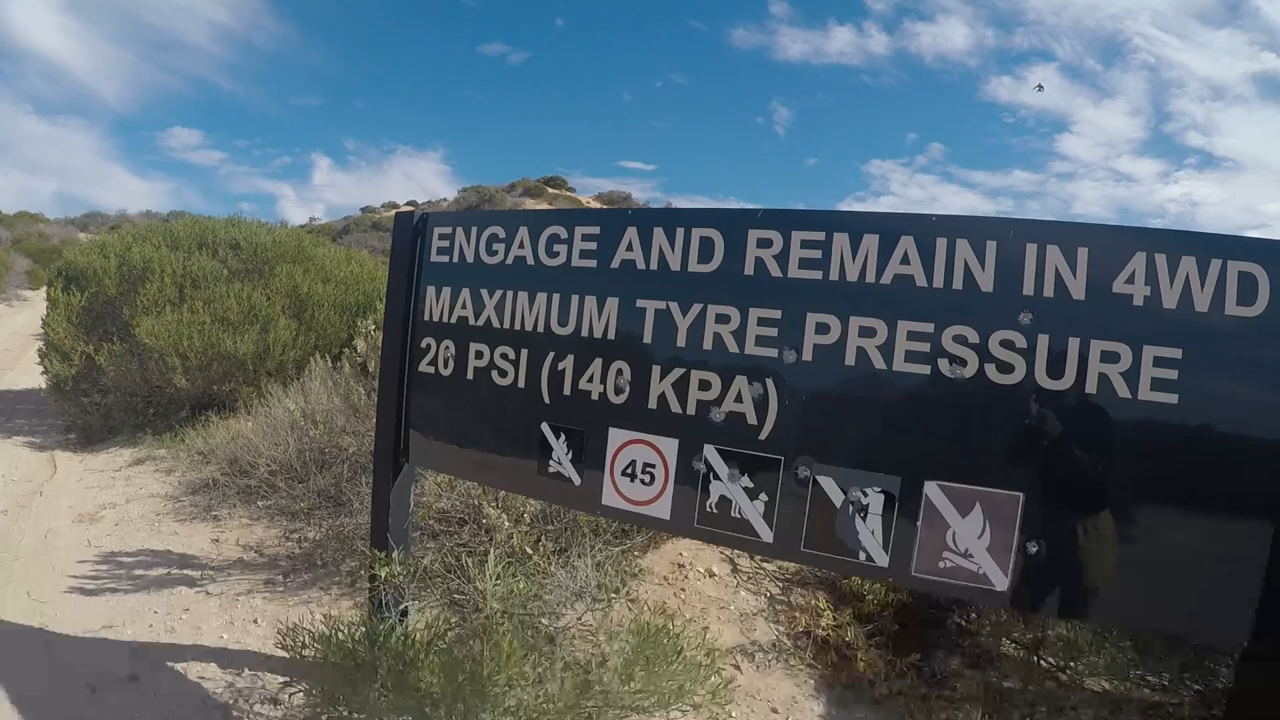 ENGAGE AND REMAIN IN 4WD
MAXIMUM TYRE PRESSURE
20 PSI (140 KPA)
45